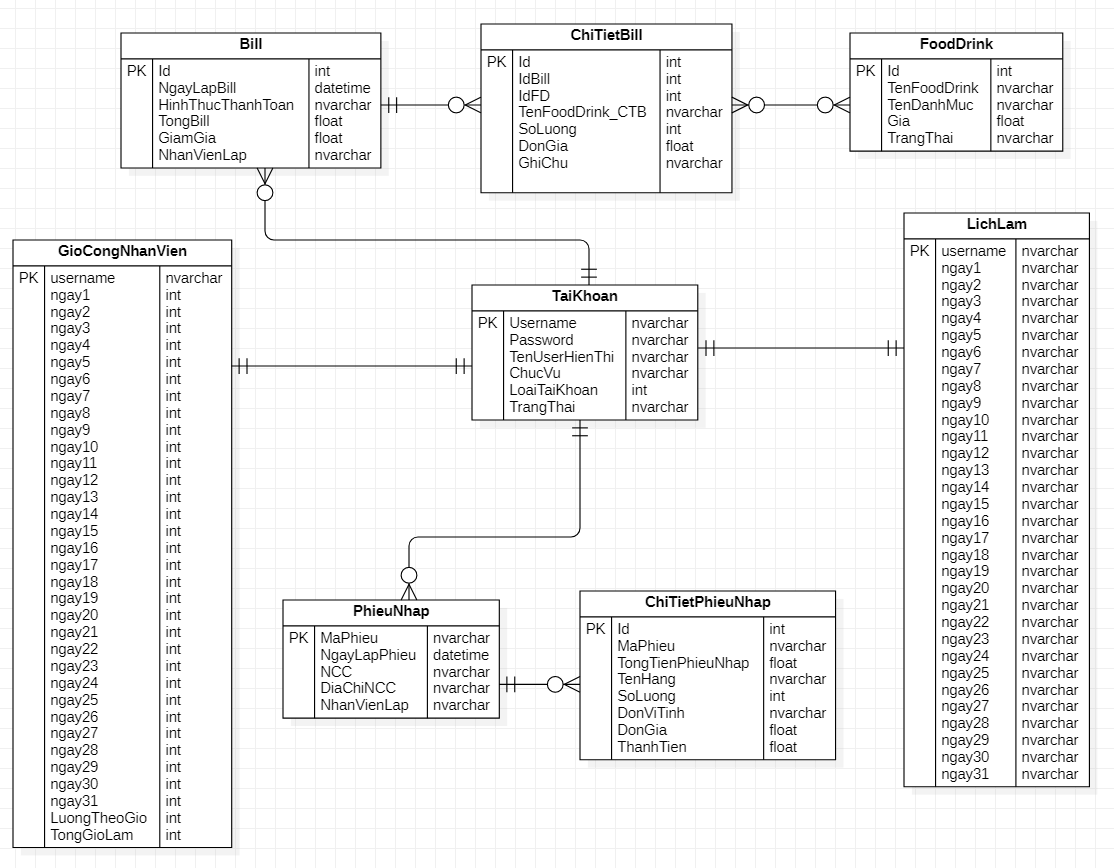 Bill
PK Id int
NgayLapBill datetime
HinhThucThanhToan nvarchar
TongBill float
GiamGia float
NhanVienLap nvarchar
ChiTietBill
PK Id int
IdBill int
IdFD int
TenFoodDrink_CTB nvarchar
SoLuong int
DonGia float
GhiChu nvarchar
FoodDrink
PK Id int
TenFoodDrink nvarchar
TenDanhMuc nvarchar
Gia float
TrangThai nvarchar
GioCongNhanVien
PK username nvarchar
ngay1 int
ngay2 int
ngay3 int
ngay4 int
ngay5 int
ngay6 int
ngay7 int
ngay8 int
ngay9 int
ngay10 int
ngay11 int
ngay12 int
ngay13 int
ngay14 int
ngay15 int
ngay16 int
ngay17 int
ngay18 int
ngay19 int
ngay20 int
ngay21 int
ngay22 int
ngay23 int
ngay24 int
ngay25 int
ngay26 int
ngay27 int
ngay28 int
ngay29 int
ngay30 int
ngay31 int
LuongTheoGio int
TongGioLam int
TaiKhoan
PK Username nvarchar
Password nvarchar
TenUserHienThi nvarchar
ChucVu nvarchar
LoaiTaiKhoan int
TrangThai nvarchar
LichLam
PK username nvarchar
ngay1 nvarchar
ngay2 nvarchar
ngay3 nvarchar
ngay4 nvarchar
ngay5 nvarchar
ngay6 nvarchar
ngay7 nvarchar
ngay8 nvarchar
ngay9 nvarchar
ngay10 nvarchar
ngay11 nvarchar
ngay12 nvarchar
ngay13 nvarchar
ngay14 nvarchar
ngay15 nvarchar
ngay16 nvarchar
ngay17 nvarchar
ngay18 nvarchar
ngay19 nvarchar
ngay20 nvarchar
ngay21 nvarchar
ngay22 nvarchar
ngay23 nvarchar
ngay24 nvarchar
ngay25 nvarchar
ngay26 nvarchar
ngay27 nvarchar
ngay28 nvarchar
ngay29 nvarchar
ngay30 nvarchar
ngay31 nvarchar
PhieuNhap
PK MaPhieu nvarchar
NgayLapPhieu datetime
NCC nvarchar
DiaChiNCC nvarchar
NhanVienLap nvarchar
ChiTietPhieuNhap
PK Id int
MaPhieu nvarchar
TongTienPhieuNhap float
TenHang nvarchar
SoLuong int
DonViTinh nvarchar
DonGia float
ThanhTien float